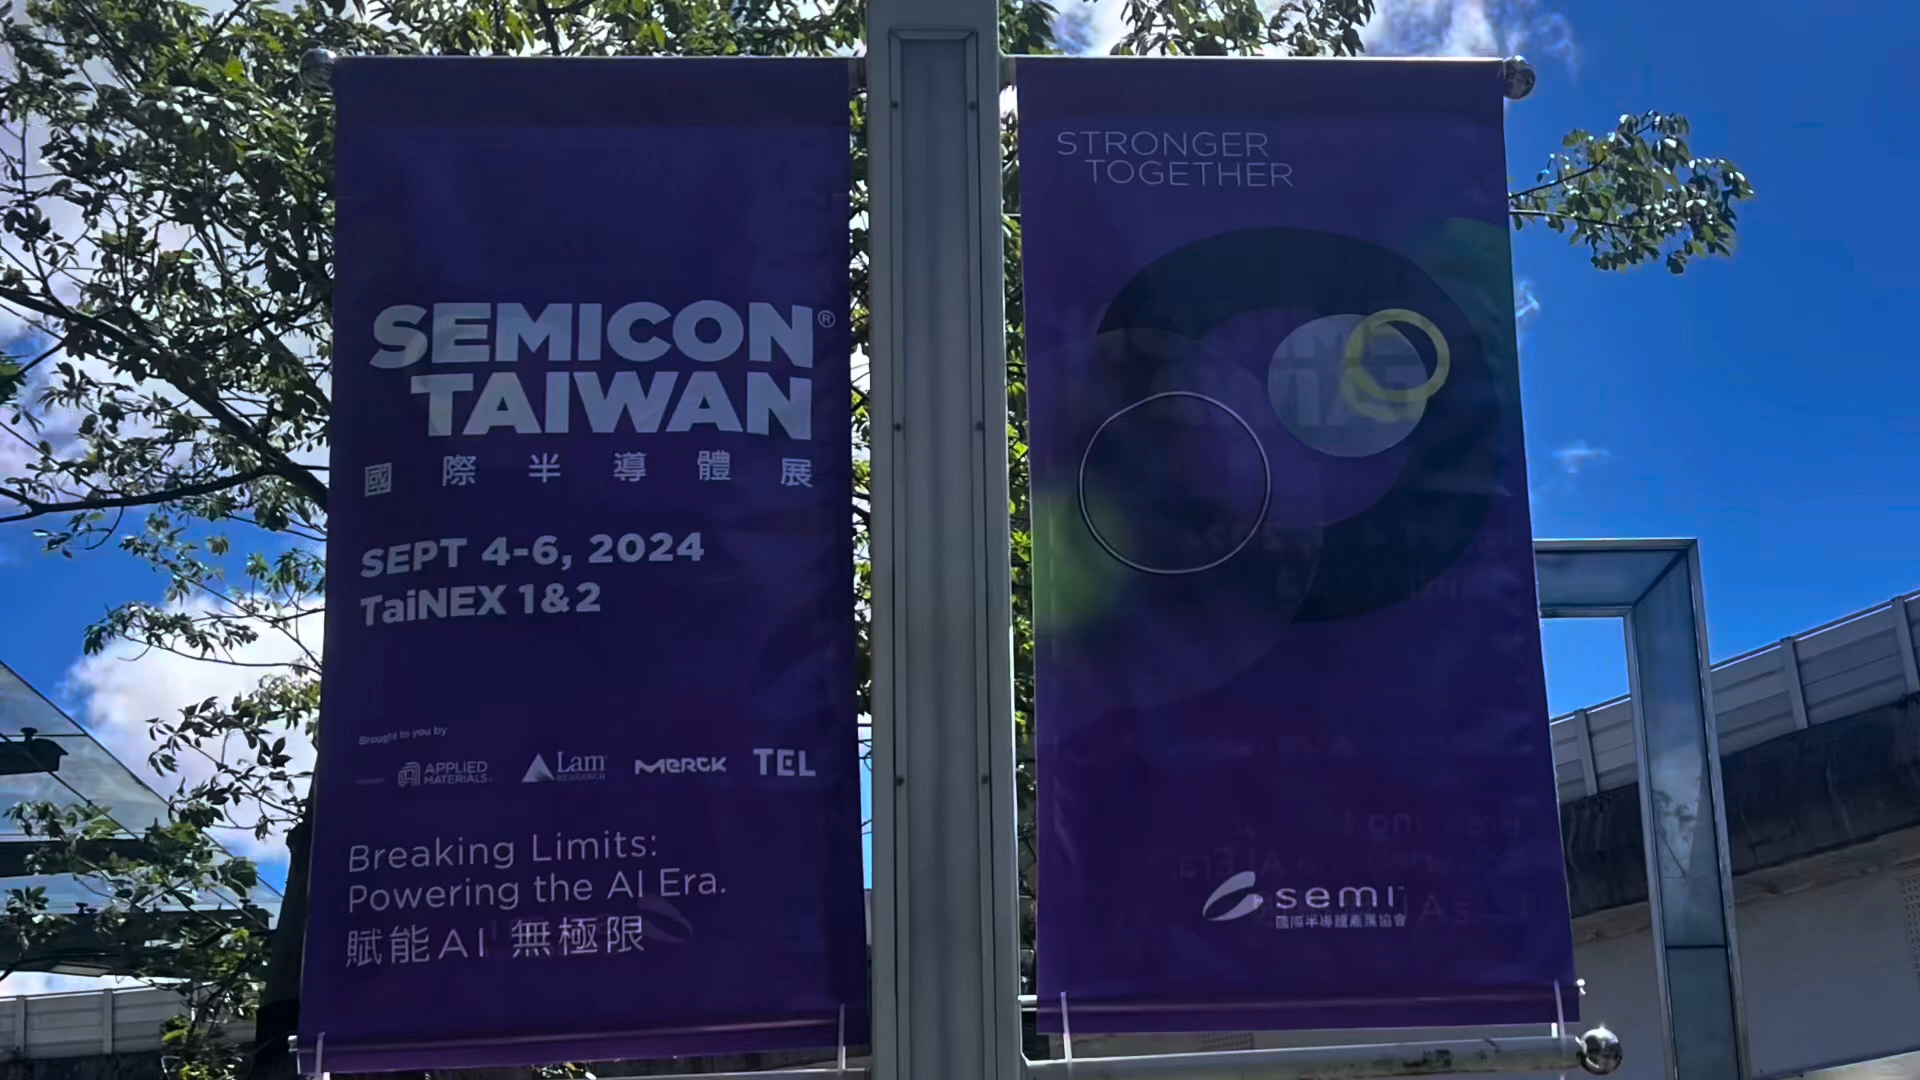 SEMICON®
TAIWAN
國際半導體展
SEPT 4-6, 2024
TaiNEX 1&2
Brought to you by
APPLIED
MATERIALS
Lam
RESEARCH
MERCK
TEL
Breaking Limits:
Powering the AI Era.
賦能AI 無極限
STRONGER
TOGETHER
semi
國際半導體產業協會